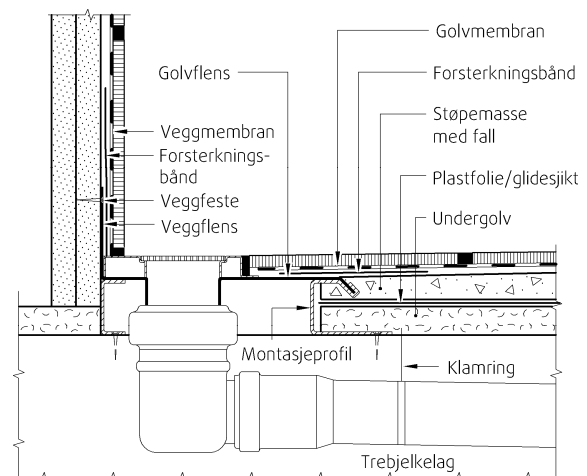 Golvmembran
Golvflens
Forsterkningsbånd
Støpemasse
med fall
Veggmembran
Forsterknings-
bånd
Plastfolie/glidesjikt
Veggfeste
Undergolv
Veggflens
Montasjeprofil
Klamring
Trebjelkelag